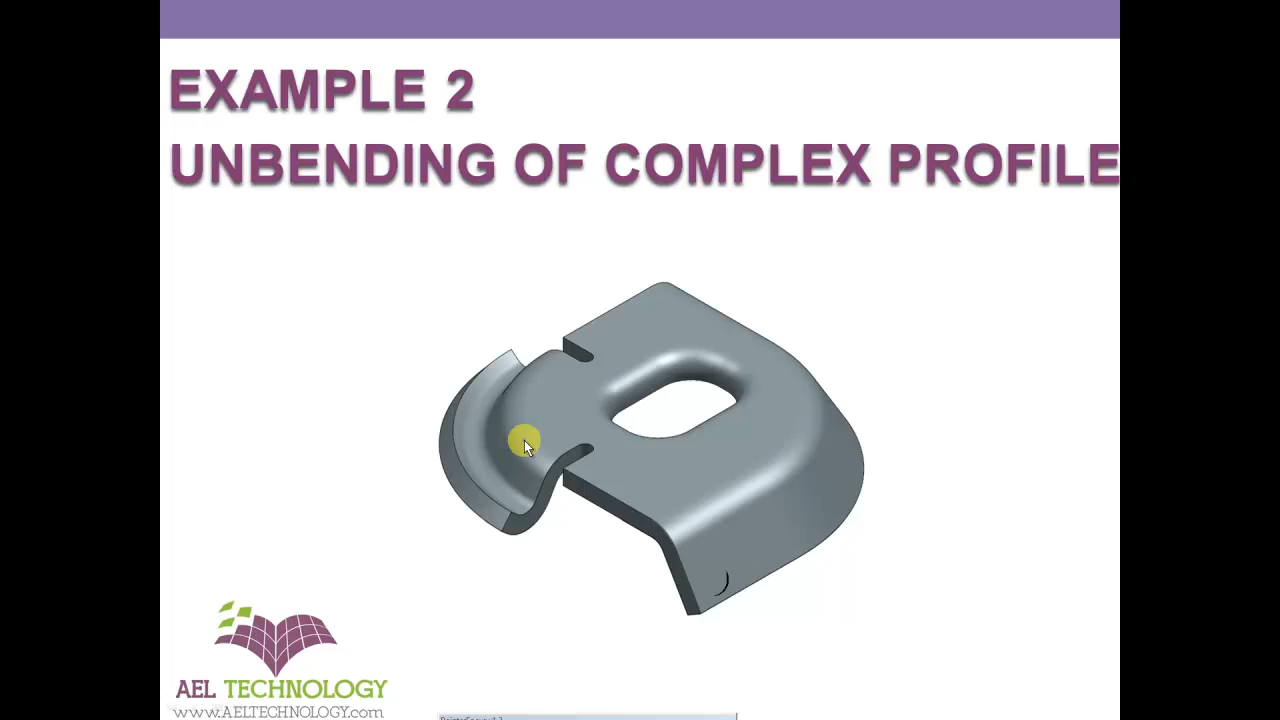 EXAMPLE 2
UNBENDING OF COMPLEX PROFILE
AEL TECHNOLOGY
www.AELTECHNOLOGY.com